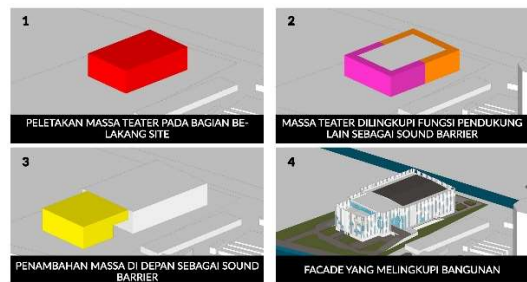 1
PELETAKAN MASSA TEATER PADA BAGIAN BE-
LAKANG SITE
2
MASSA TEATER DILINGKUPI FUNGSI PENDUKUNG
LAIN SEBAGAI SOUND BARRIER
3
PENAMBAHAN MASSA DI DEPAN SEBAGAI SOUND
BARRIER
4
FACADE YANG MELINGKUPI BANGUNAN